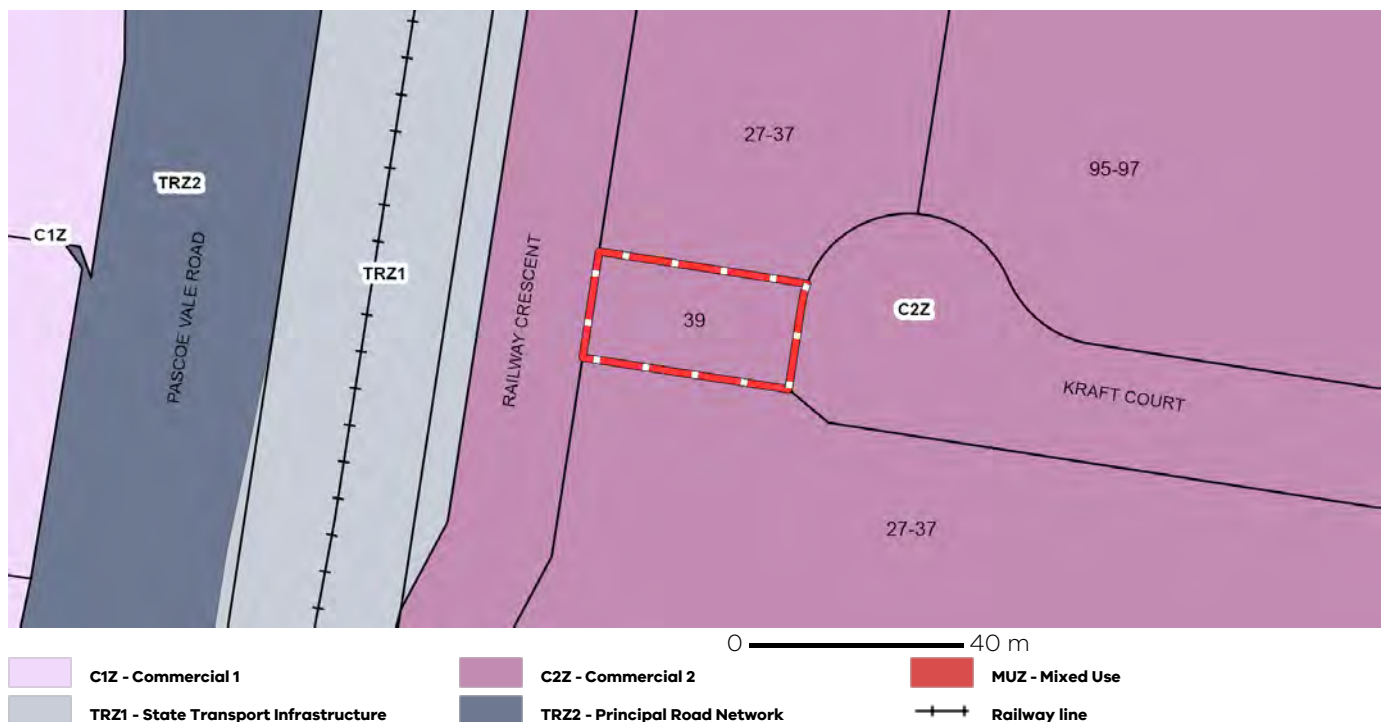 27-37
95-97
TRZ2
C1Z
PASCOE VALE ROAD
TRZ1
RAILWAY CRESCENT
39
C2Z
KRAFT COURT
27-37
0 40 m
C1Z - Commercial 1
C2Z - Commercial 2
MUZ - Mixed Use
TRZ1 - State Transport Infrastructure
TRZ2 - Principal Road Network
Railway line